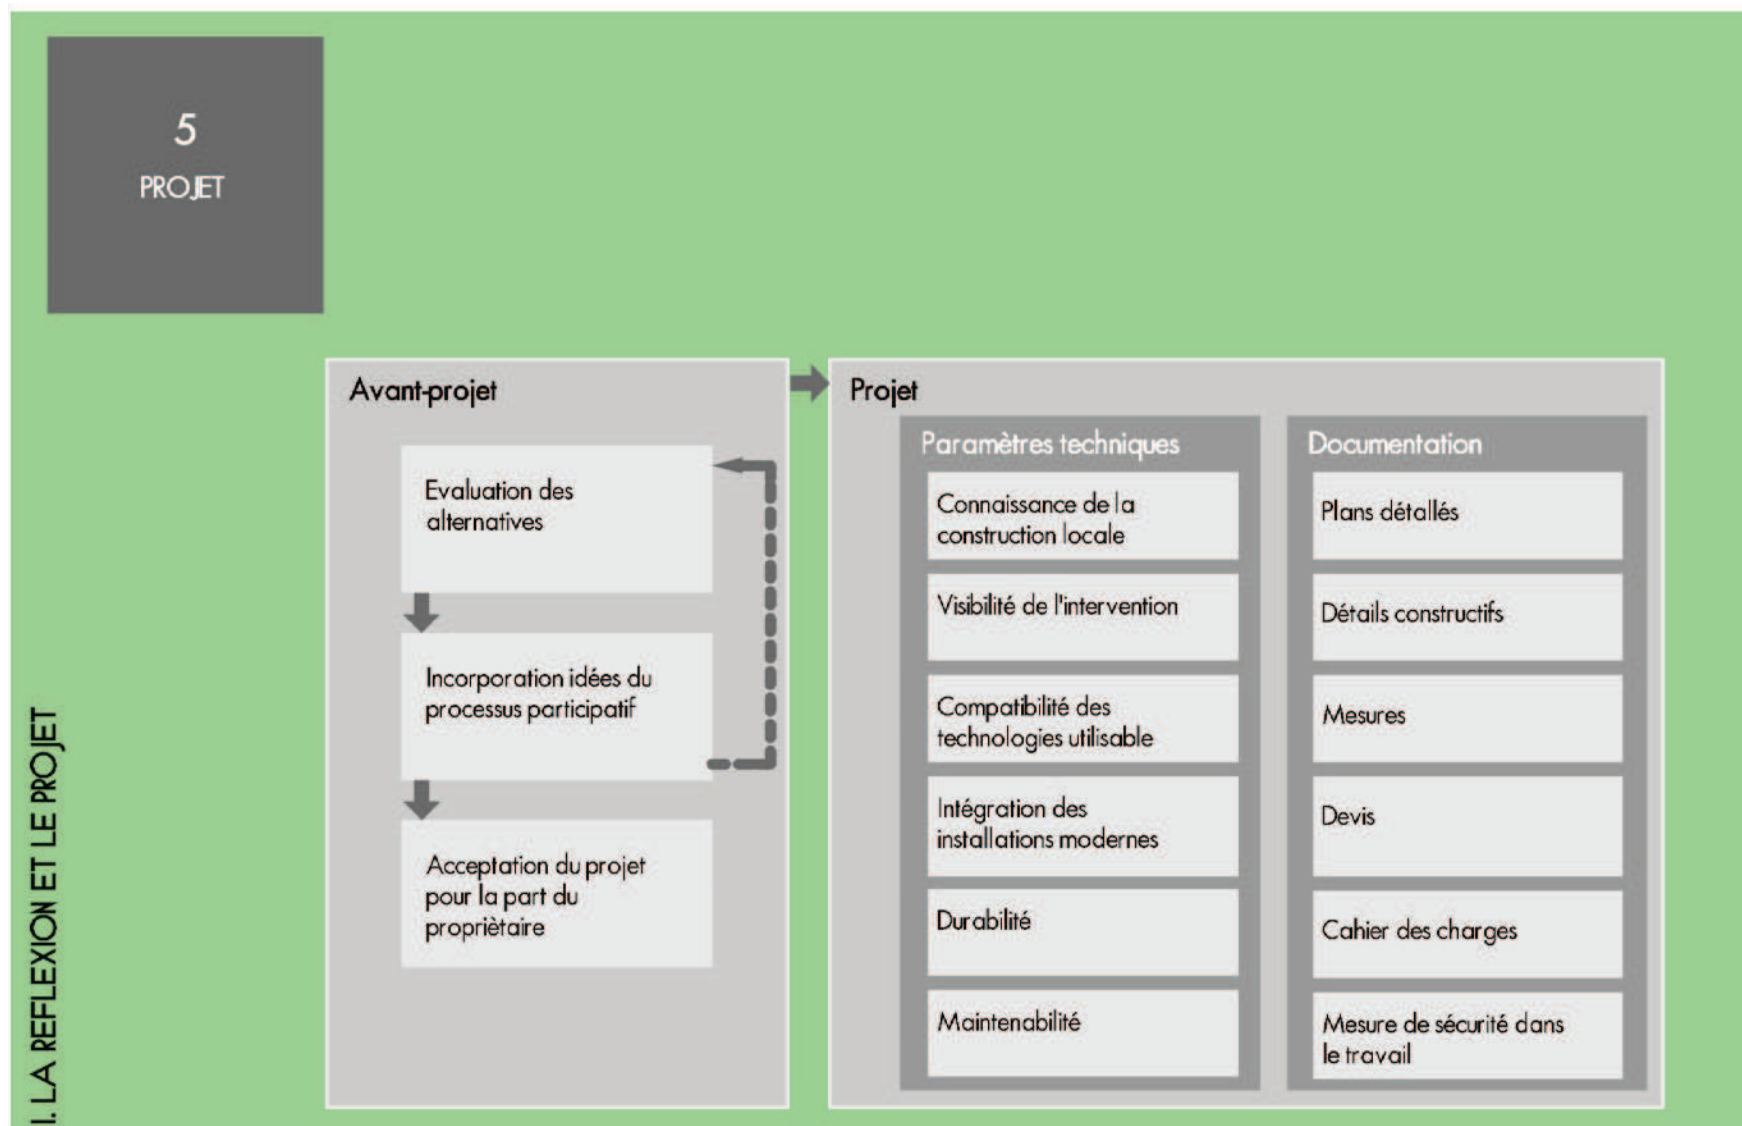 5
PROJET
Avant-projet
Evaluation des
alternatives
Incorporation idées du
processus participatif
Acceptation du projet
pour la part du
propriètaire
Projet
Paramètres techniques
Connaissance de la
construction locale
Visibilité de l'intervention
Compatibilité des
technologies utilisable
Intégration des
installations modernes
Durabilité
Maintenabilité
Documentation
Plans détallés
Détails constructifs
Mesures
Devis
Cahier des charges
Mesure de sécurité dans
le travail
I. LA REFLEXION ET LE PROJET